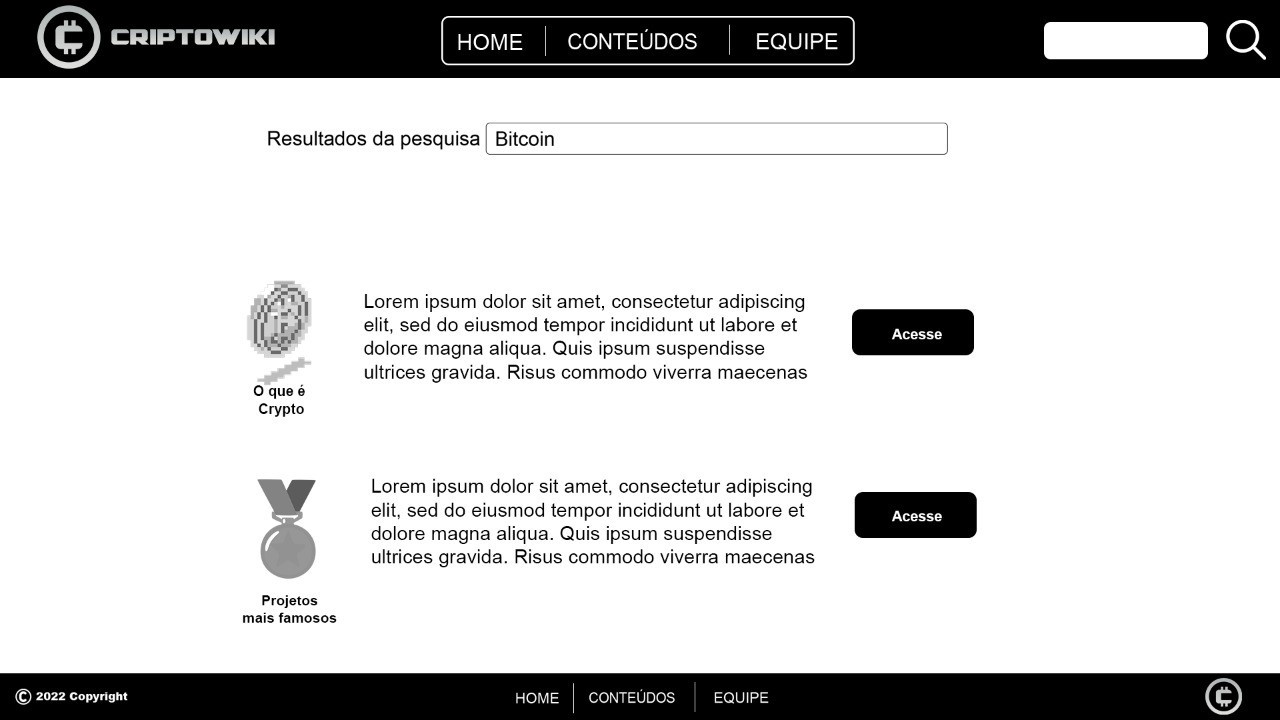 CRIPTOWIKI
HOME
CONTEÚDOS
EQUIPE
Resultados da pesquisa
Bitcoin
Lorem ipsum dolor sit amet, consectetur adipiscing
elit, sed do eiusmod tempor incididunt ut labore et
dolore magna aliqua. Quis ipsum suspendisse
ultrices gravida. Risus commodo viverra maecenas
Acesse
O que é
Crypto
Lorem ipsum dolor sit amet, consectetur adipiscing
elit, sed do eiusmod tempor incididunt ut labore et
dolore magna aliqua. Quis ipsum suspendisse
ultrices gravida. Risus commodo viverra maecenas
Acesse
Projetos
mais famosos
© 2022 Copyright
HOME
CONTEÚDOS
EQUIPE